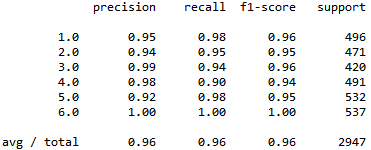 precision recall f1-score support
1.0 0.95 0.98 0.96 496
2.0 0.94 0.95 0.95 471
3.0 0.99 0.94 0.96 420
4.0 0.98 0.90 0.94 491
5.0 0.92 0.98 0.95 532
6.0 1.00 1.00 1.00 537
avg / total 0.96 0.96 0.96 2947